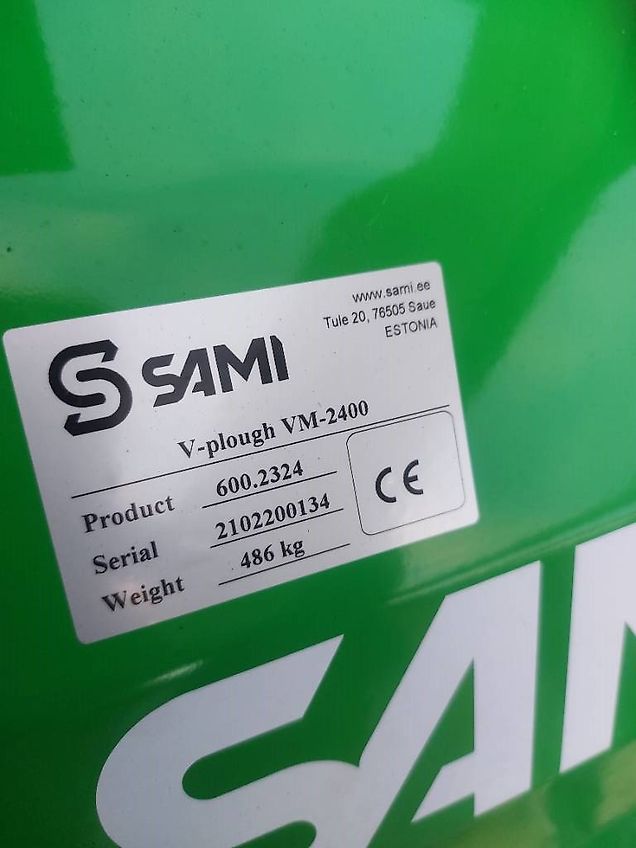 www.sami.ee
Tule 20, 76505 Saue
ESTONIA
SAMI
V-plough VM-2400
Product 600.2324
Serial 2102200134
Weight 486 kg
CE
SAM